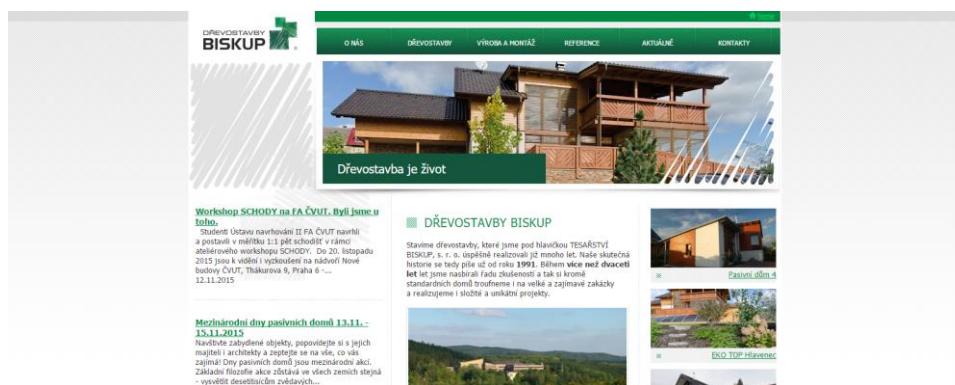 DŘEVOSTAVBY
BISKUP
Home
O NÁS
DŘEVOSTAVBY
VÝROBA A MONTÁŽ
REFERENCE
AKTUÁLNĚ
KONTAKTY
Dřevostavba je život
Workshop SCHODY na FA ČVUT. Byli jsme u
toho.
Studenti Ústavu navrhování II FA ČVUT navrhli
a postavili v měřítku 1:1 pět schodišť v rámci
ateliérového workshopu SCHODY. Do 20. listopadu
2015 jsou k vidění i vyzkoušení na nádvoří Nové
budovy ČVUT, Thákurova 9, Praha 6 -...
12.11.2015
Mezinárodní dny pasivních domů 13.11. -
15.11.2015
Navštivte zabydlené objekty, popovídejte si s jejich
majiteli i architekty a zeptejte se na vše, co vás
zajímá! Dny pasivních domů jsou mezinárodní akcí.
Základní filozofie akce zůstává ve všech zemích stejná
- vysvětlit desetitisícům zvědavých...
DŘEVOSTAVBY BISKUP
Stavíme dřevostavby, které jsme pod hlavičkou TESAŘSTVÍ
BISKUP, s. r. o. úspěšně realizovali již mnoho let. Naše skutečná
historie se tedy píše už od roku 1991. Během více než dvaceti
let let jsme nasbírali řadu zkušeností a tak si kromě
standardních domů troufneme i na velké a zajímavé zakázky
a realizujeme i složité a unikátní projekty.
Pasivní dům 4
EKO TOP Hlavenec